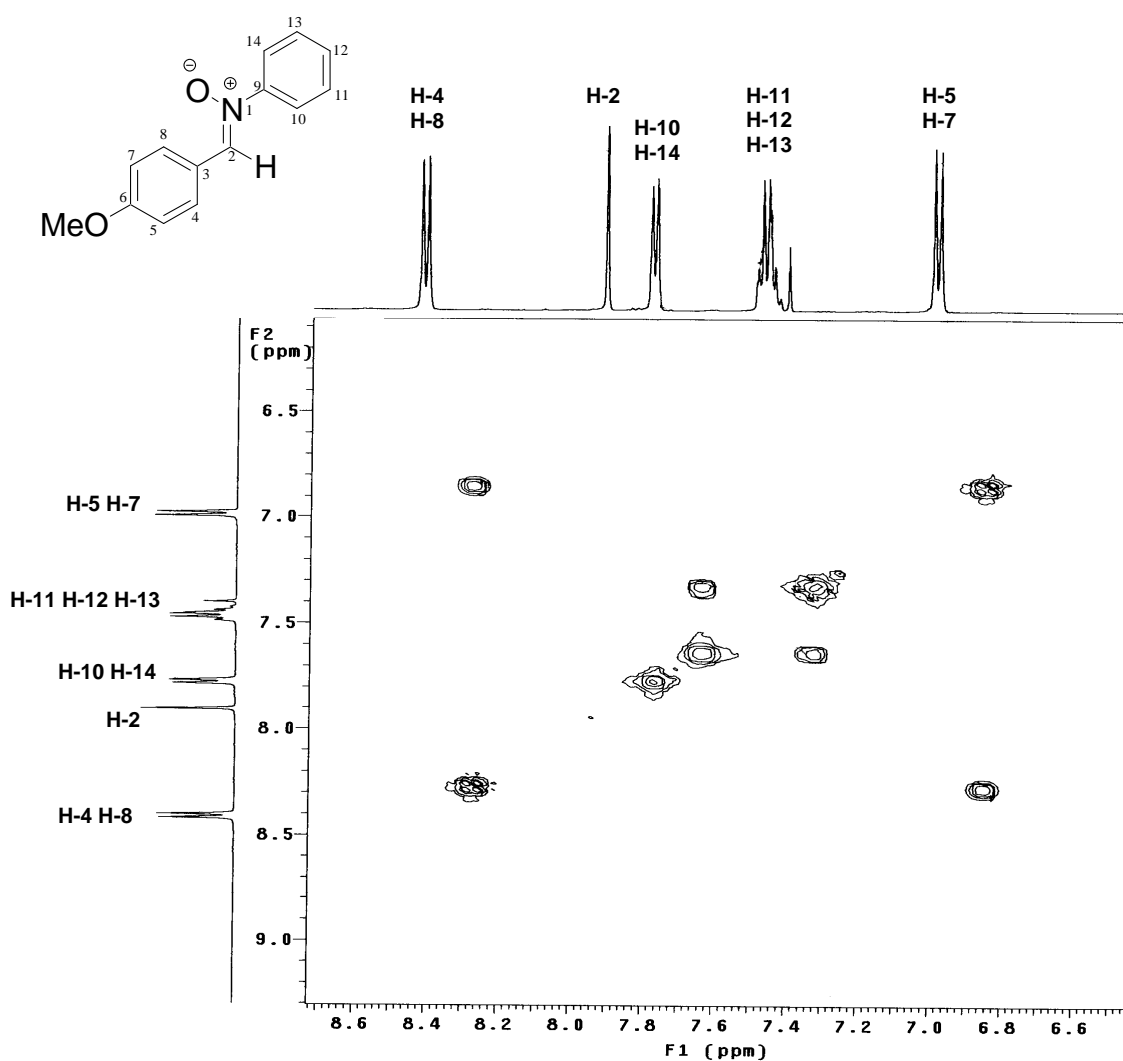 13
14
12
⊖
⊕
O
9
N
1
11
10
8
7
2
H
3
6
4
MeO
5
H-4
H-8
H-2
H-10
H-14
H-11
H-12
H-13
H-5
H-7
F2
(ppm)
6.5
H-5 H-7
7.0
H-11 H-12 H-13
7.5
H-10 H-14
H-2
8.0
H-4 H-8
8.5
9.0
8.6 8.4 8.2 8.0 7.8 7.6 7.4 7.2 7.0 6.8 6.6
F1 (ppm)